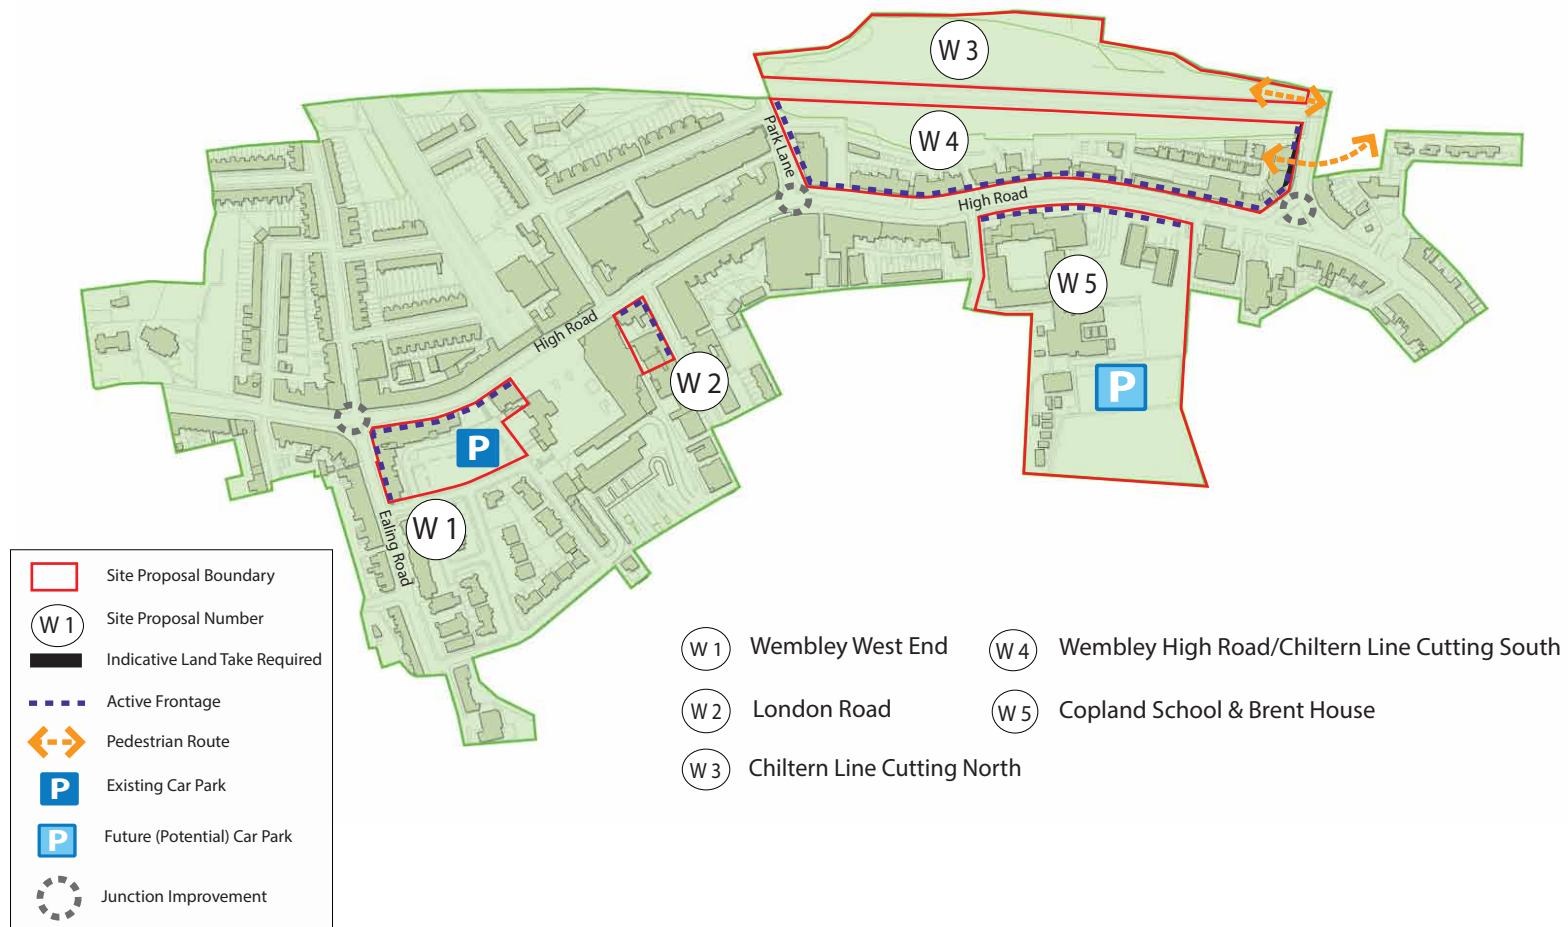 W 3
W 4
Park Lane
High Road
W 5
P
High Road
W 2
P
W 1
Ealing Road
Site Proposal Boundary
W 1 Site Proposal Number
Indicative Land Take Required
Active Frontage
Pedestrian Route
P Existing Car Park
P Future (Potential) Car Park
Junction Improvement
W 1 Wembley West End
W 2 London Road
W 3 Chiltern Line Cutting North
W 4 Wembley High Road/Chiltern Line Cutting South
W 5 Copland School & Brent House